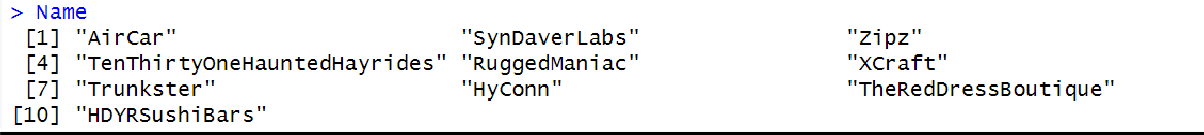 > Name
[1] "AirCar" "SynDaverLabs" "Zipz"
[4] "TenThirtyOneHauntedHayrides" "RuggedManiac" "XCraft"
[7] "Trunkster" "HyConn" "TheRedDressBoutique"
[10] "HDYRSushiBars"